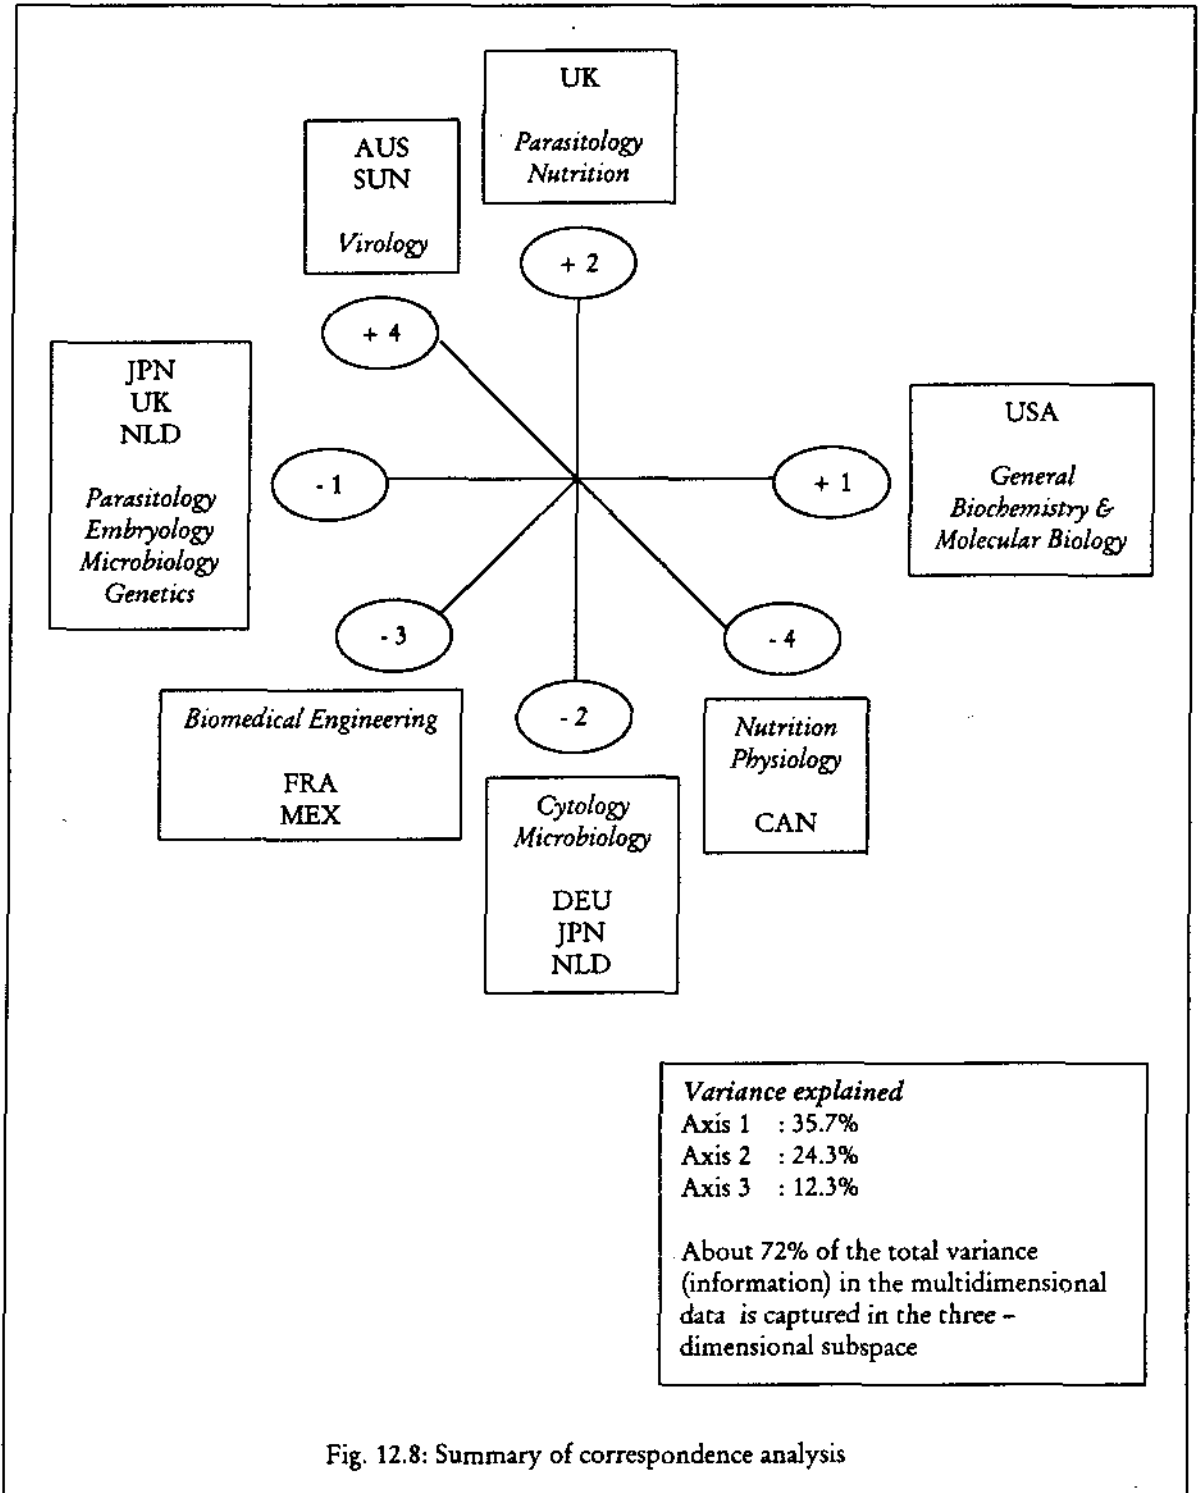 UK
Parasitology
Nutrition
AUS
SUN
Virology
+ 2
+ 4
JPN
UK
NLD
Parasitology
Embryology
Microbiology
Genetics
- 1
+ 1
USA
General
Biochemistry &
Molecular Biology
- 3
- 4
Biomedical Engineering
FRA
MEX
- 2
Cytology
Microbiology
DEU
JPN
NLD
Nutrition
Physiology
CAN
Variance explained
Axis 1 : 35.7%
Axis 2 : 24.3%
Axis 3 : 12.3%
About 72% of the total variance
(information) in the multidimensional
data is captured in the three –
dimensional subspace
Fig. 12.8: Summary of correspondence analysis